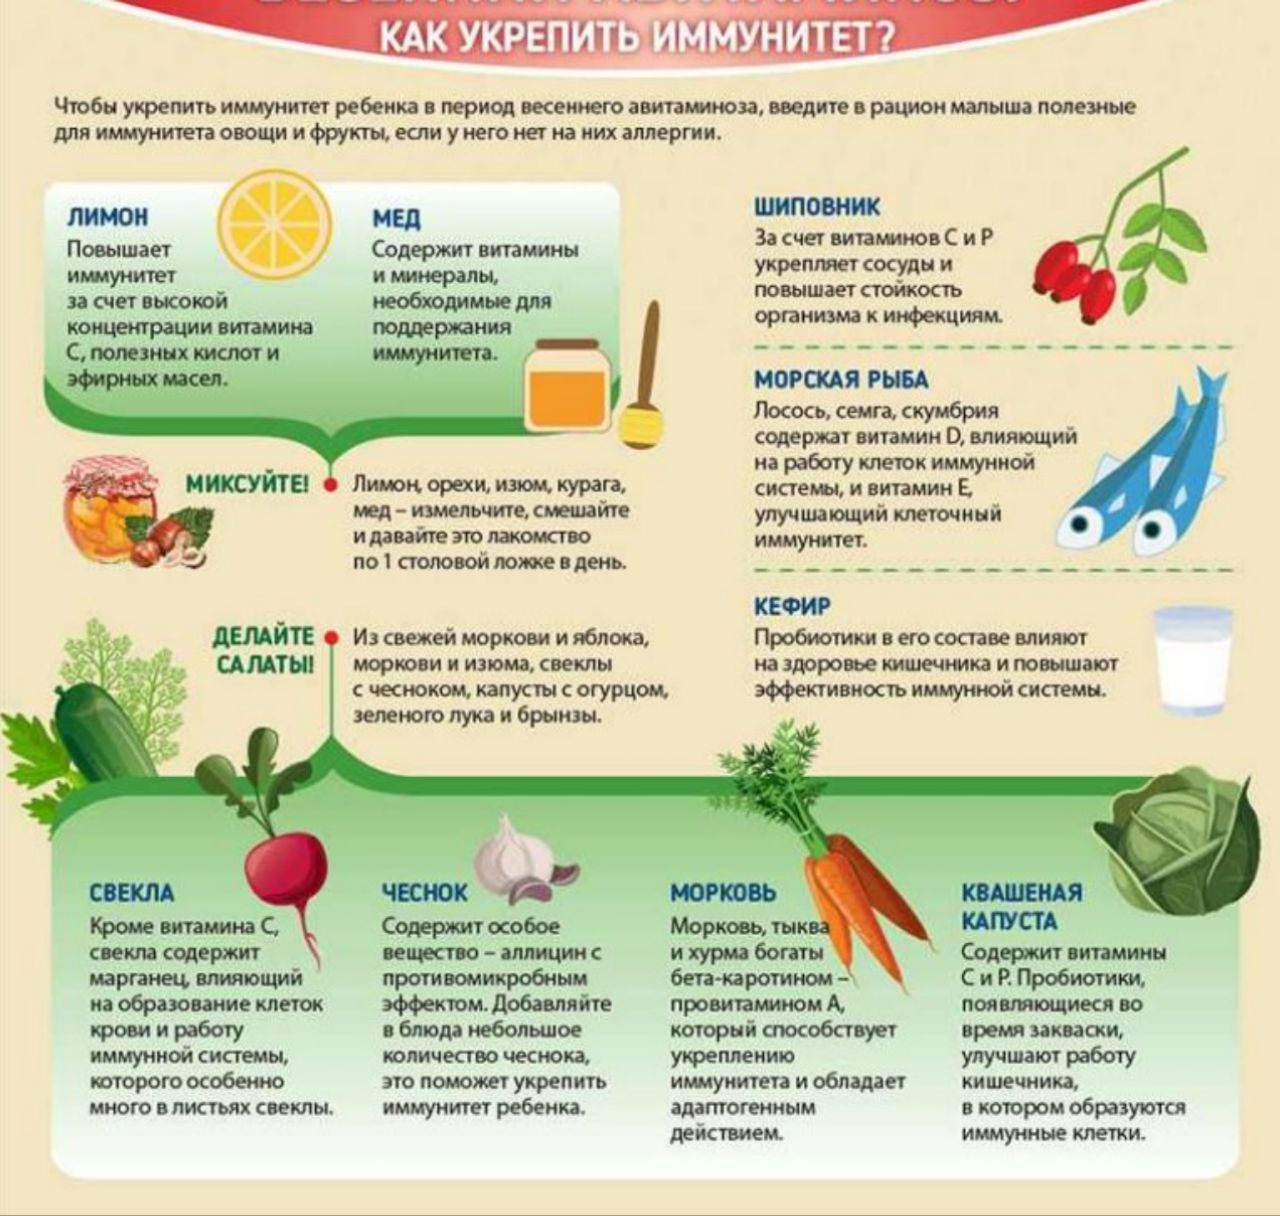 КАК УКРЕПИТЬ ИММУНИТЕТ?
Чтобы укрепить иммунитет ребенка в период весеннего авитаминоза, введите в рацион малыша полезные
для иммунитета овощи и фрукты, если у него нет на них аллергии.
ЛИМОН
Повышает
иммунитет
за счет высокой
концентрации витамина
С, полезных кислот и
эфирных масел.
МЕД
Содержит витамины
и минералы,
необходимые для
поддержания
иммунитета.
МИКСУЙТЕ!
Лимон, орехи, изюм, курага,
мед – измельчите, смешайте
и давайте это лакомство
по 1 столовой ложке в день.
ДЕЛАЙТЕ
САЛАТЫ!
Из свежей моркови и яблока,
моркови и изюма, свеклы
с чесноком, капусты с огурцом,
зеленого лука и брынзы.
ШИПОВНИК
За счет витаминов С и Р
укрепляет сосуды и
повышает стойкость
организма к инфекциям.
МОРСКАЯ РЫБА
Лосось, семга, скумбрия
содержат витамин D, влияющий
на работу клеток иммунной
системы, и витамин Е,
улучшающий клеточный
иммунитет.
КЕФИР
Пробиотики в его составе влияют
на здоровье кишечника и повышают
эффективность иммунной системы.
СВЕКЛА
Кроме витамина С,
свекла содержит
марганец, влияющий
на образование клеток
крови и работу
иммунной системы,
которого особенно
много в листьях свеклы.
ЧЕСНОК
Содержит особое
вещество – аллицин с
противомикробным
эффектом. Добавляйте
в блюда небольшое
количество чеснока,
это поможет укрепить
иммунитет ребенка.
МОРКОВЬ
Морковь, тыква
и хурма богаты
бета-каротином –
провитамином А,
который способствует
укреплению
иммунитета и обладает
адаптогенным
действием.
КВАШЕНАЯ
КАПУСТА
Содержит витамины
С и Р. Пробиотики,
появляющиеся во
время закваски,
улучшают работу
кишечника,
в котором образуются
иммунные клетки.